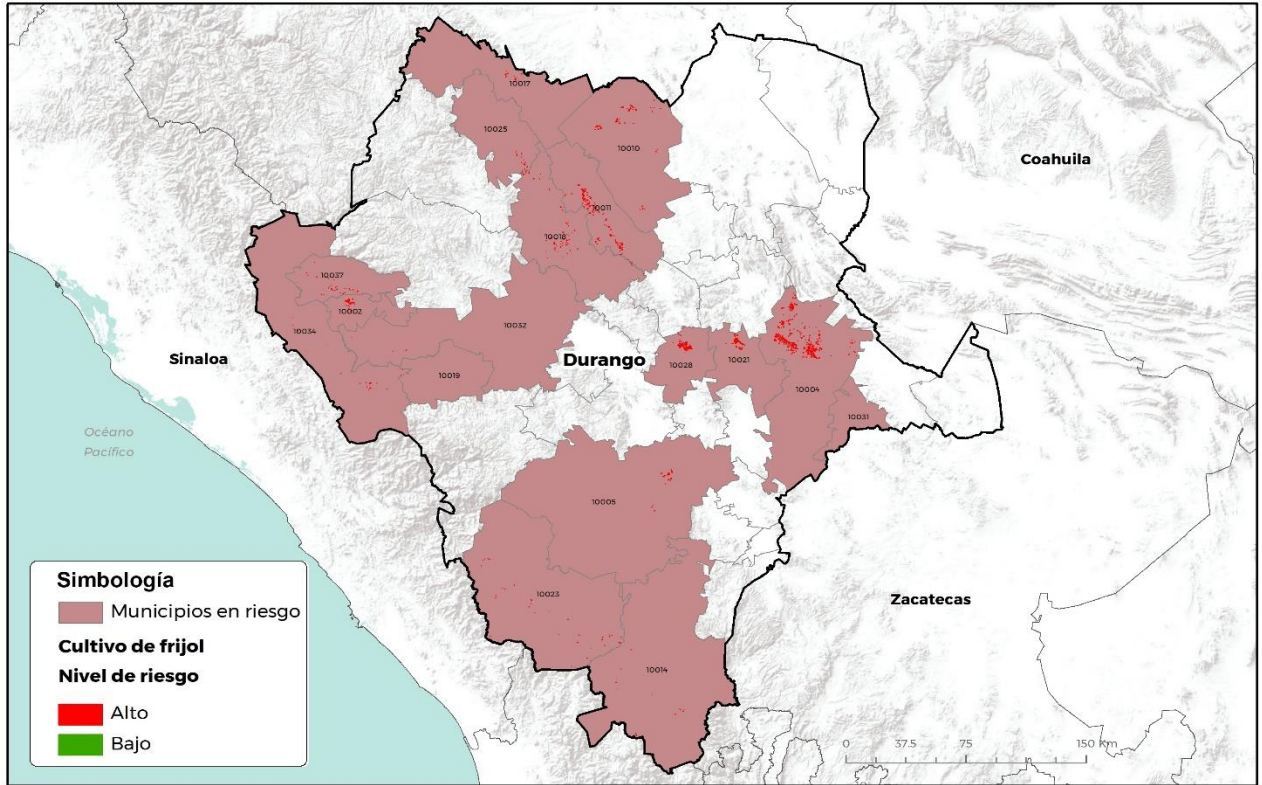 10017
10025
10010
Coahuila
10011
10018
10037
10002
10032
10034
Sinaloa
Durango
10021
10028
10019
10004
10031
Océano
Pacífico
10005
Simbología
Municipios en riesgo
Cultivo de frijol
Nivel de riesgo
Alto
Bajo
10023
Zacatecas
10014
0 37.5 75 150 Km